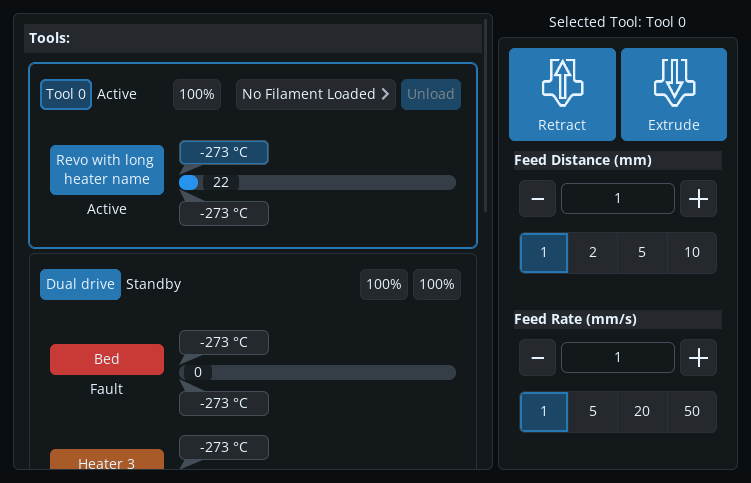 Selected Tool: Tool 0
Tools:
Tool 0 Active 100% No Filament Loaded Unload
-273 °C
Revo with long
heater name
22
Active
-273 °C
Dual drive Standby 100% 100%
-273 °C
Bed
0
Fault
-273 °C
-273 °C
Heater 3
Retract Extrude
Feed Distance (mm)
− 1 +
1 2 5 10
Feed Rate (mm/s)
− 1 +
1 5 20 50